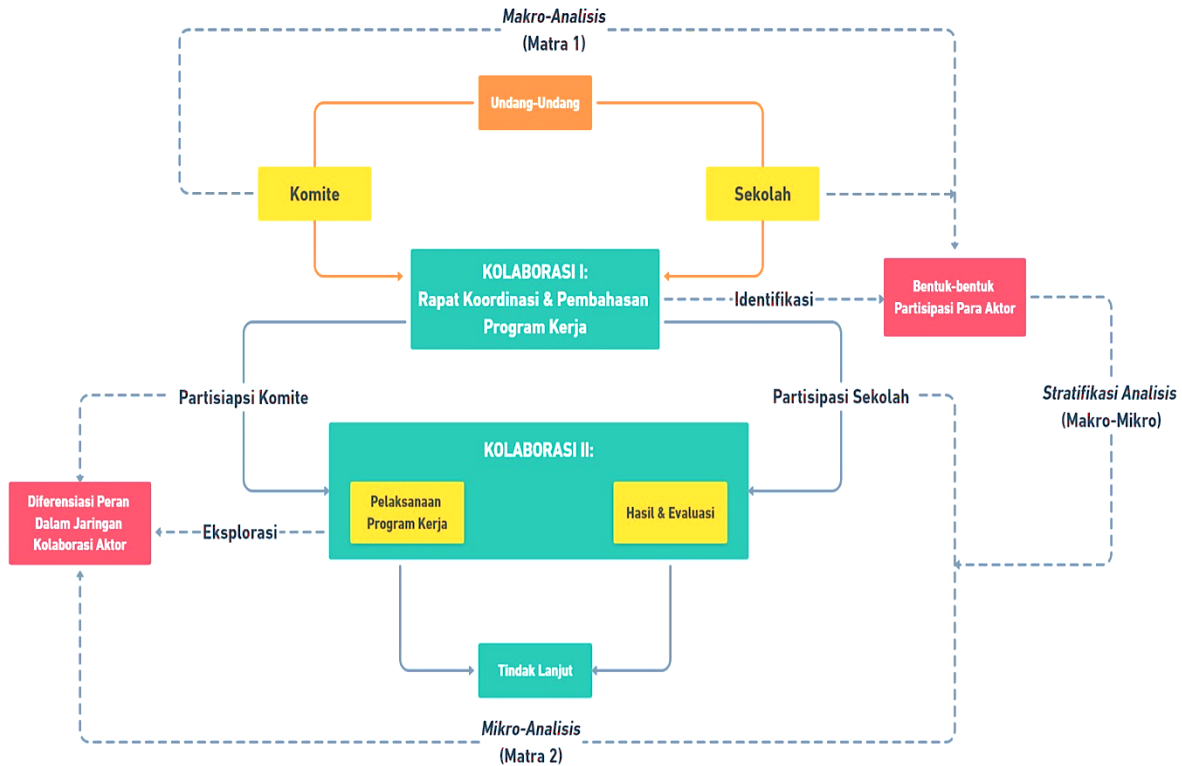 Makro-Analisis
(Matra 1)
Undang-Undang
Komite
Sekolah
KOLABORASI I:
Rapat Koordinasi & Pembahasan
Program Kerja
Identifikasi
Bentuk-bentuk
Partisipasi Para Aktor
Partisiapsi Komite
Partisipasi Sekolah
Stratifikasi Analisis
(Makro-Mikro)
KOLABORASI II:
Pelaksanaan
Program Kerja
Hasil & Evaluasi
Diferensiasi Peran
Dalam Jaringan
Kolaborasi Aktor
Eksplorasi
Tindak Lanjut
Mikro-Analisis
(Matra 2)